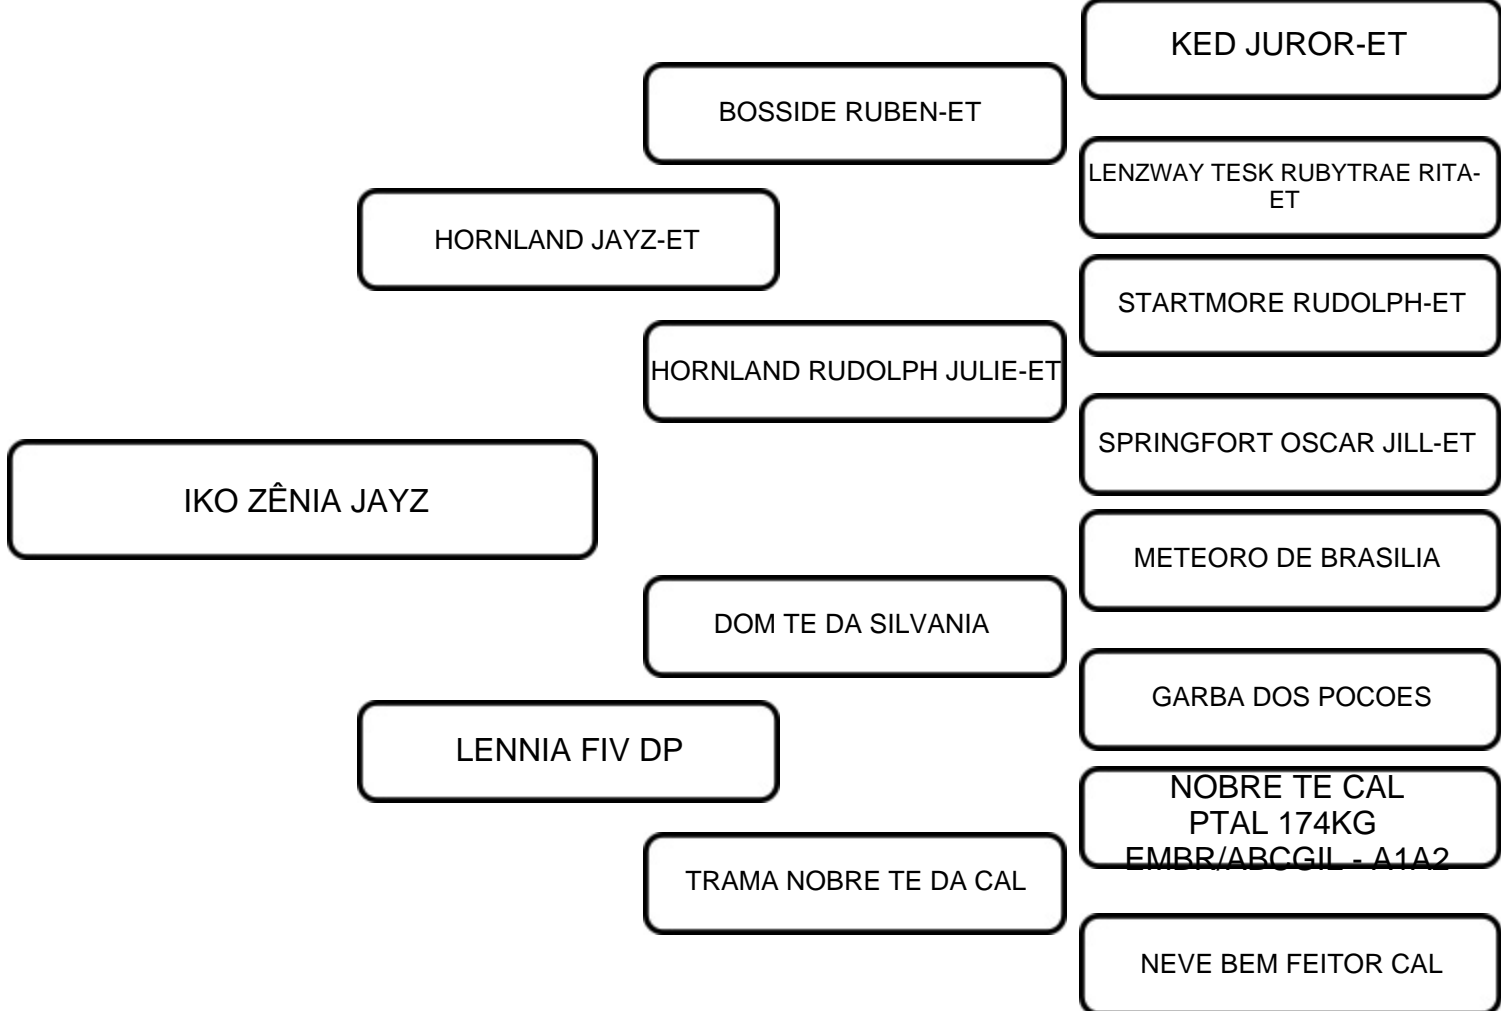 KED JUROR-ET
BOSSIDE RUBEN-ET
LENZWAY TESK RUBYTRAE RITA-
ET
HORNLAND JAYZ-ET
STARTMORE RUDOLPH-ET
HORNLAND RUDOLPH JULIE-ET
SPRINGFORT OSCAR JILL-ET
IKO ZÊNIA JAYZ
METEORO DE BRASILIA
DOM TE DA SILVANIA
GARBA DOS POCOES
LENNIA FIV DP
NOBRE TE CAL
PTAL 174KG
EMBR/ABCGIL - A1A2
TRAMA NOBRE TE DA CAL
NEVE BEM FEITOR CAL